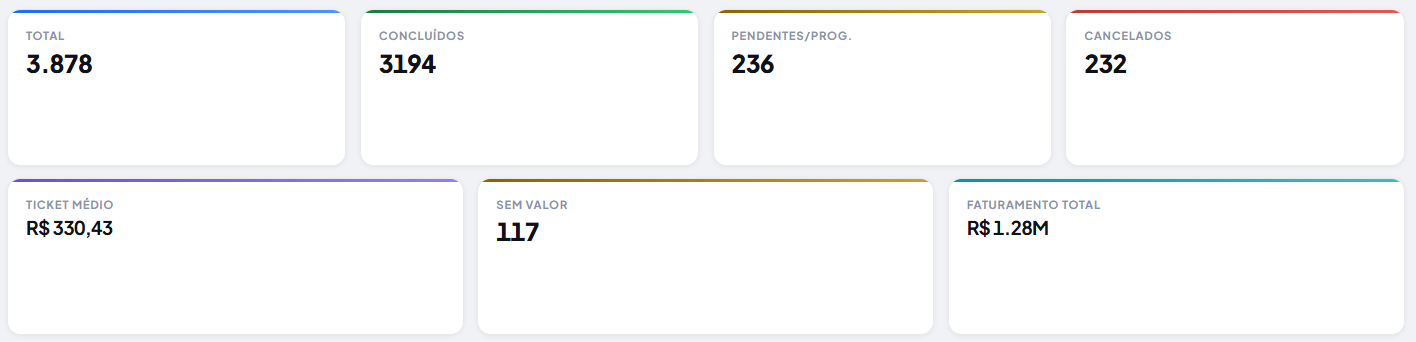 TOTAL
3.878
CONCLUÍDOS
3194
PENDENTES/PROG.
236
CANCELADOS
232
TICKET MÉDIO
R$ 330,43
SEM VALOR
117
FATURAMENTO TOTAL
R$ 1.28M